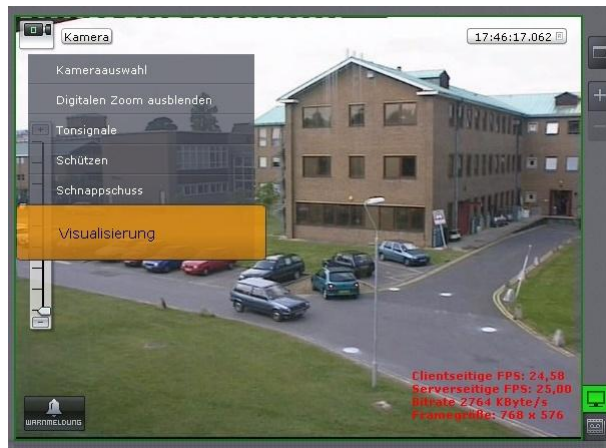 Kamera
17:46:17.062
Kameraauswahl
Digitalen Zoom ausblenden
Tonsignale
Schützen
Schnappschuss
Visualisierung
Clientseitige FPS: 24,58
Serverseitige FPS: 25,00
Bitrate 2764 KByte/s
Framegröße: 768 x 576
WARNMELDUNG